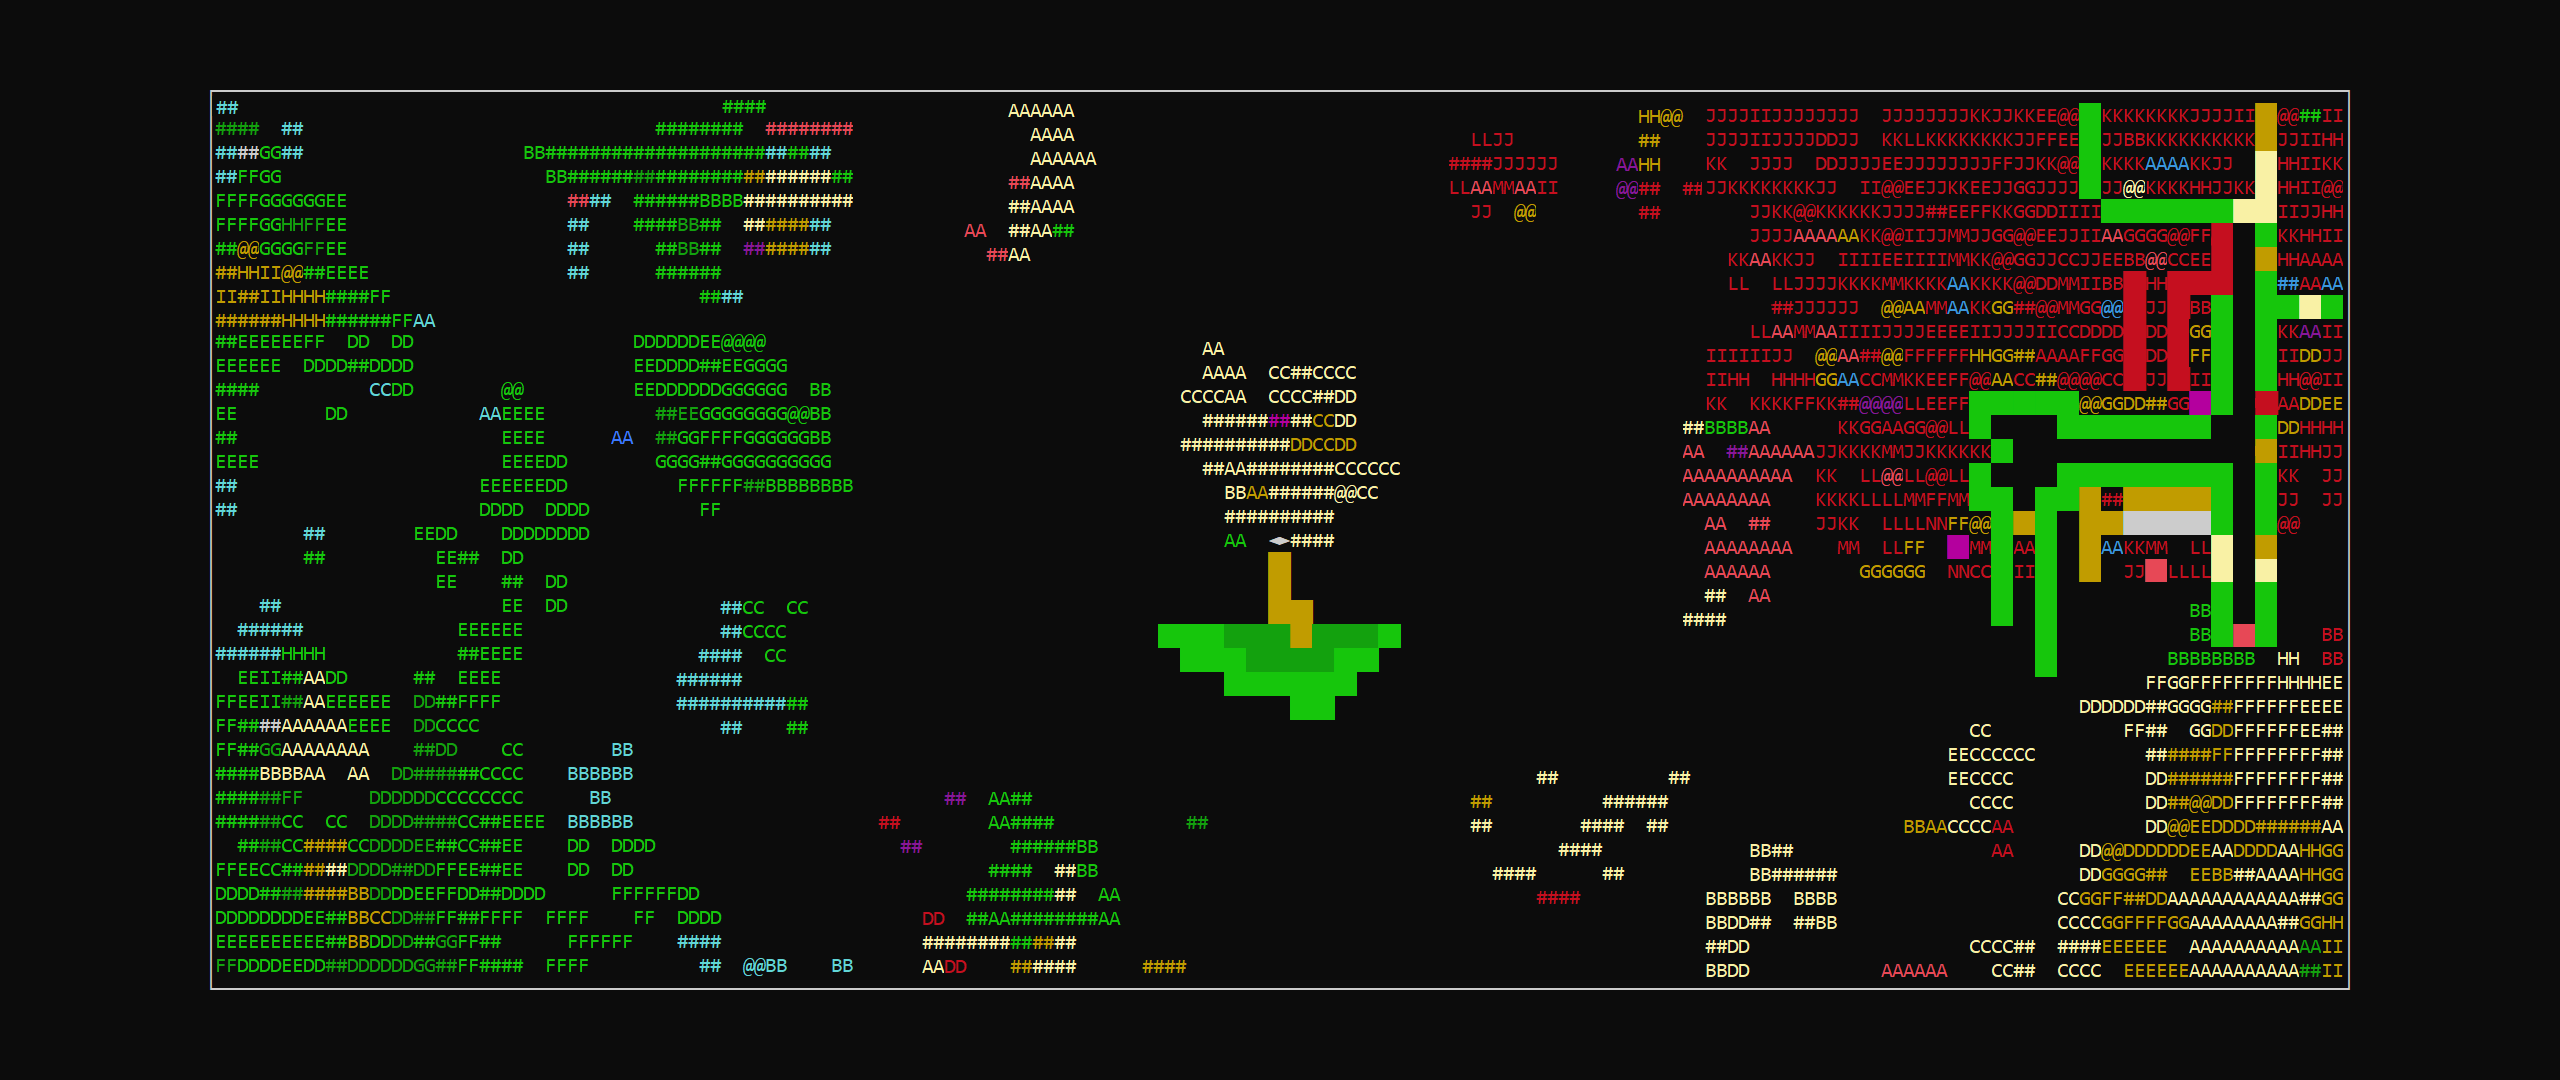 ## #### AAAAAA HH@@ JJJJIIJJJJJJJJ JJJJJJJJKKJJKKEE@@ KKKKKKKKJJJJII @@##II
#### ## ######## ######## AAAA LLJJ ## JJJJIIJJJJDDJJ KKLLKKKKKKKKJJFFEE JJBBKKKKKKKKKK JJIIHH
####GG## BB########################## AAAAAA ####JJJJJJ AAHH KK JJJJ DDJJJJEEJJJJJJJJFFJJKK@@ KKKKAAAAKKJJ HHIIKK
##FFGG BB########################## ##AAAA LLAAMMAAII @@## ##JJKKKKKKKKJJ II@@EEJJKKEEJJGGJJJJ JJ@@KKKKHHJJKK HHII@@
FFFFGGGGGGEE #### ######BBBB########## ##AAAA JJ @@ ## JJKK@@KKKKKKJJJJ##EEFFKKGGDDIIII IIJJHH
FFFFGGHHFFEE ## ####BB## ######## AA ##AA## JJJJAAAAAAKK@@IIJJMMJJGG@@EEJJIIAAGGGG@@FF KKHHII
##@@GGGGFFEE ## ##BB## ######## ##AA KKAAKKJJ IIIIEEIIIIMMKK@@GGJJCCJJEEBB@@CCEE HHAAAA
##HHII@@##EEEE ## ###### LL LLJJJJKKKKMMKKKKAAKKKK@@DDMMIIBB HH ##AAAA
II##IIHHHH####FF #### ##JJJJJJ @@AAMMAAKKGG##@@MMGG@@ JJ BB
######HHHH######FFAA LLAAMMAAIIIIJJJJEEEEIIJJJJIICCDDDD DD GG KKAAII
##EEEEEEFF DD DD DDDDDDEE@@@@ AA IIIIIIJJ @@AA##@@FFFFFFHHGG##AAAAFFGG DD FF IIDDJJ
EEEEEE DDDD##DDDD EEDDDD##EEGGGG AAAA CC##CCCC IIHH HHHHGGAACCMMKKEEFF@@AACC##@@@@CC JJ II HH@@II
#### CCDD @@ EEDDDDDDGGGGGG BB CCCCAA CCCC##DD KK KKKKFFKK##@@@@LLEEFF @@GGDD##GG AADDEE
EE DD AAEEEE ##EEGGGGGGGG@@BB ##########CCDD ##BBBBAA KKGGAAGG@@LL DDHHHH
## EEEE AA ##GGFFFFGGGGGGBB ##########DDCCDD AA ##AAAAAAJJKKKKMMJJKKKKKK IIHHJJ
EEEE EEEEDD GGGG##GGGGGGGGGG ##AA########CCCCCC AAAAAAAAAA KK LL@@LL@@LL KK JJ
## EEEEEEDD FFFFFF##BBBBBBBB BBAA######@@CC AAAAAAAA KKKKLLLLMMFFMM ## JJ JJ
## DDDD DDDD FF ########## AA ## JJKK LLLLNNFF@@ @@
## EEDD DDDDDDDD AA #### AAAAAAAA MM LLFF MM AA AAKKMM LL
## EE## DD AAAAAA GGGGGG NNCC II JJ LLLL
EE ## DD ## AA
## EE DD ##CC CC #### BB
###### EEEEEE ##CCCC BB BB
######HHHH ##EEEE #### CC BBBBBBBB HH BB
EEII##AADD ## EEEE ###### FFGGFFFFFFFFHHHHEE
FFEEII##AAEEEEEE DD##FFFF ############ DDDDDD##GGGG##FFFFFFEEEE
FF####AAAAAAEEEE DDCCCC ## ## CC FF## GGDDFFFFFFEE##
FF##GGAAAAAAAA ##DD CC BB EECCCCCC ######FFFFFFFFFF##
####BBBBAA AA DD######CCCC BBBBBB ## ## EECCCC DD######FFFFFFFF##
######FF DDDDDDCCCCCCCC BB ## AA## ## ###### CCCC DD##@@DDFFFFFFFF##
######CC CC DDDD####CC##EEEE BBBBBB ## AA#### ## ## #### ## BBAACCCCAA DD@@EEDDDD######AA
####CC####CCDDDDEE##CC##EE DD DDDD ## ######BB #### BB## AA DD@@DDDDDDEEAADDDDAAHHGG
FFEECC######DDDD##DDFFEE##EE DD DD #### ##BB #### ## BB###### DDGGGG## EEBB##AAAAHHGG
DDDD########BBDDDDEEFFDD##DDDD FFFFFFDD ########## AA #### BBBBBB BBBB CCGGFF##DDAAAAAAAAAAAA##GG
DDDDDDDDEE##BBCCDD##FF##FFFF FFFF FF DDDD DD ##AA########AA BBDD## ##BB CCCCGGFFFFGGAAAAAAAA##GGHH
EEEEEEEEEE##BBDDDD##GGFF## FFFFFF #### ############## ##DD CCCC## ####EEEEEE AAAAAAAAAAAAII
FFDDDDEEDD##DDDDDDGG##FF#### FFFF ## @@BB BB AADD ###### #### BBDD AAAAAA CC## CCCC EEEEEEAAAAAAAAAA##II